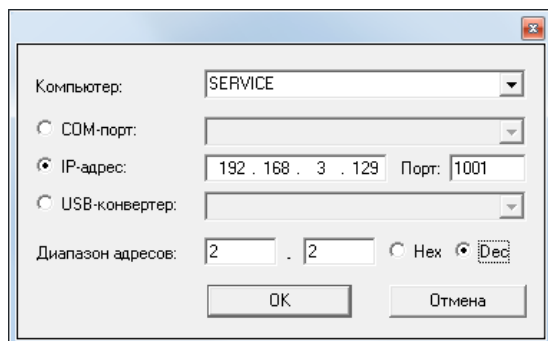 Компьютер: SERVICE
COM-порт:
IP-адрес: 192 . 168 . 3 . 129 Порт: 1001
USB-конвертер:
Диапазон адресов: 2 . 2 Hex Dec
OK Отмена